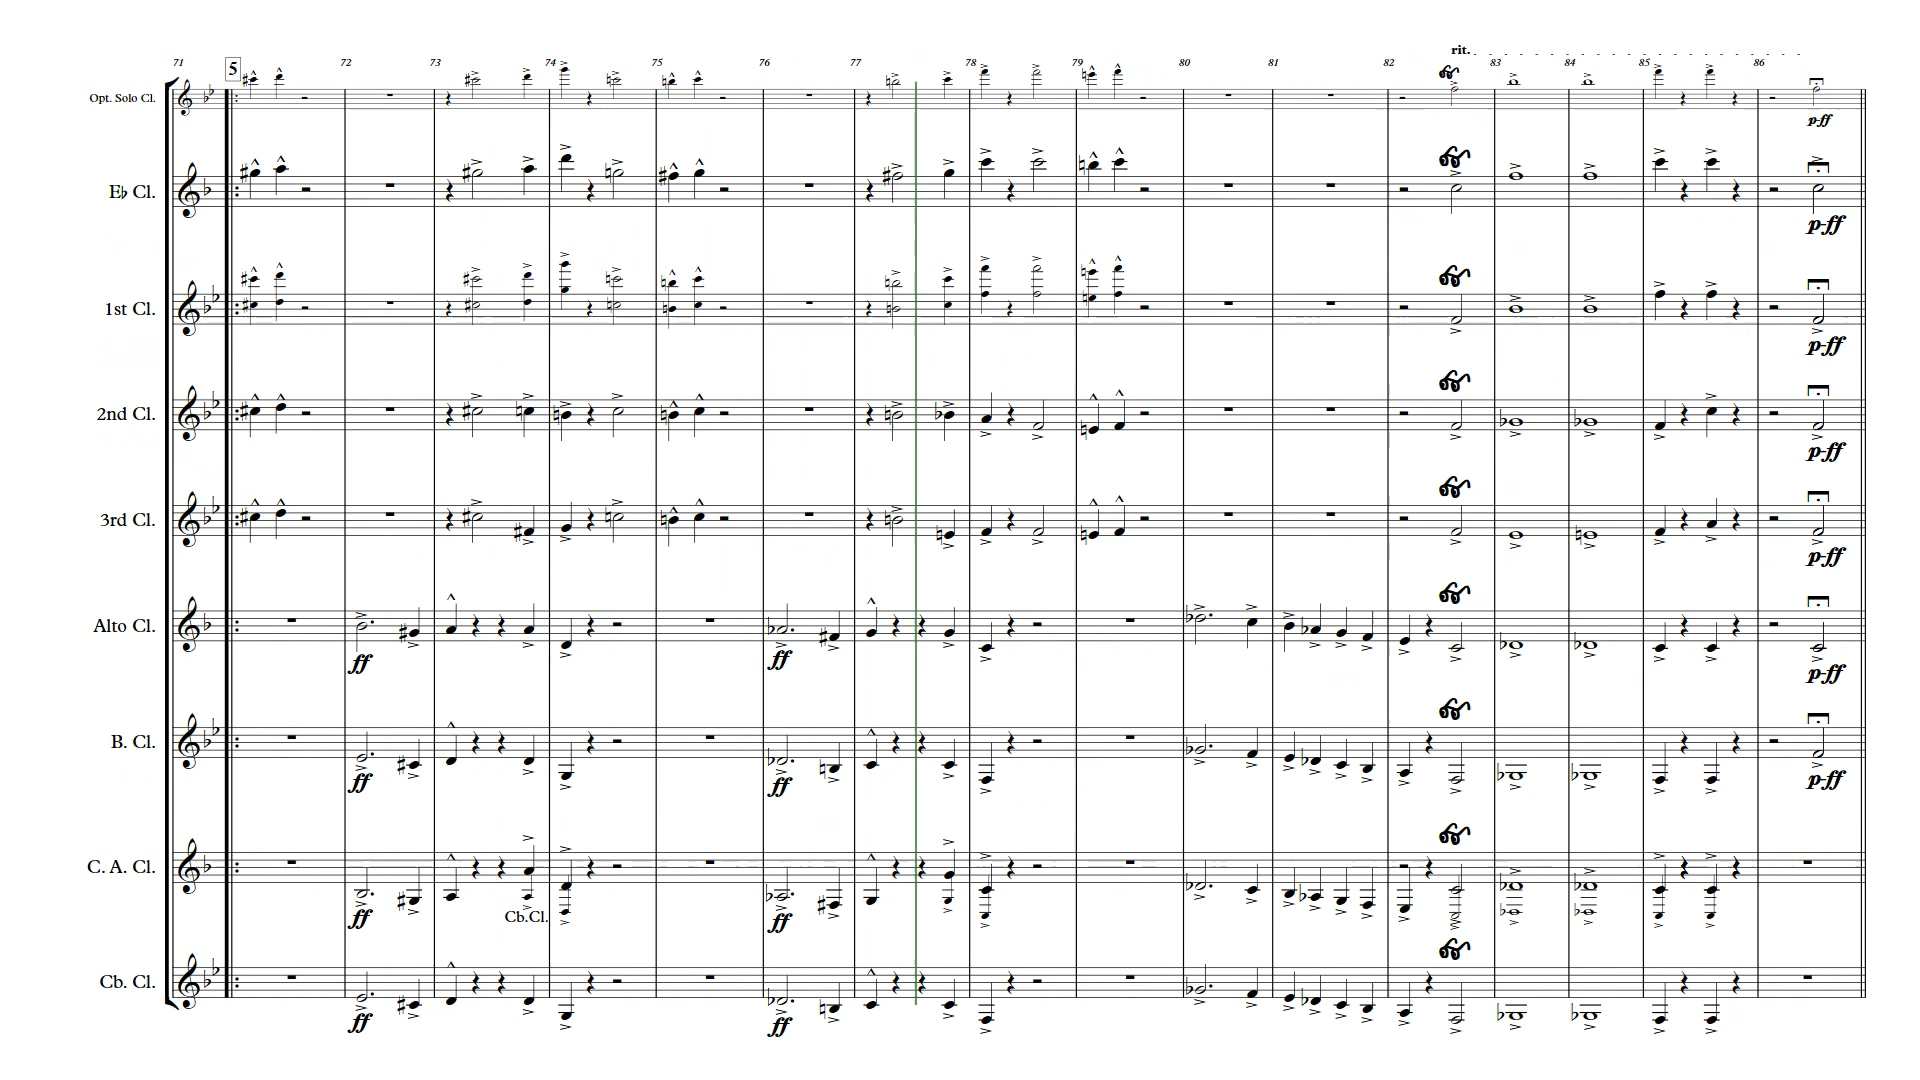 rit.
71 5 72 73 74 75 76 77 78 79 80 81 82 83 84 85 86
Opt. Solo Cl.
p-ff
E♭ Cl.
p-ff
1st Cl.
p-ff
2nd Cl.
p-ff
3rd Cl.
p-ff
Alto Cl.
ff ff p-ff
B. Cl.
ff ff p-ff
C. A. Cl.
ff Cb.Cl. ff
Cb. Cl.
ff ff